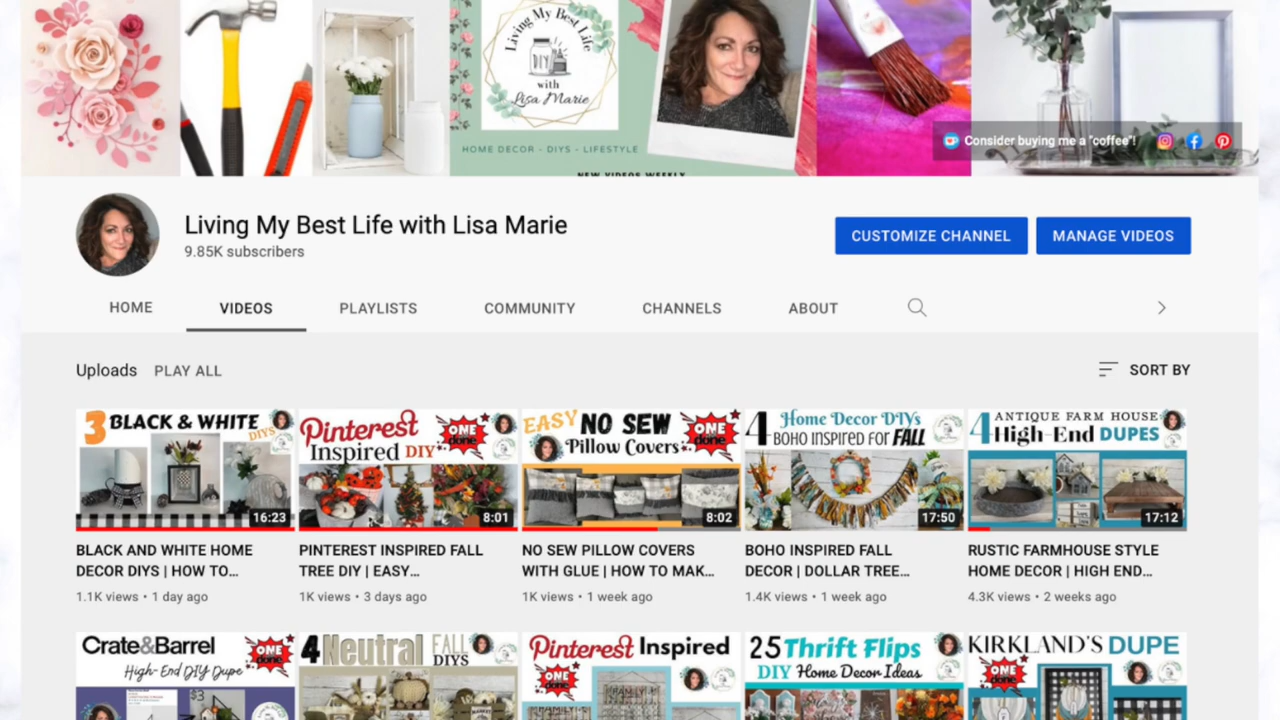 Living My Best Life
DIY
with
Lisa Marie
HOME DECOR - DIYS - LIFESTYLE
NEW VIDEOS WEEKLY
Consider buying me a "coffee"!
Living My Best Life with Lisa Marie
9.85K subscribers
CUSTOMIZE CHANNEL
MANAGE VIDEOS
HOME
VIDEOS
PLAYLISTS
COMMUNITY
CHANNELS
ABOUT
Uploads
PLAY ALL
SORT BY
3 BLACK & WHITE
DIYS
16:23
Pinterest
Inspired DIY
ONE
done
8:01
EASY NO SEW
Pillow Covers
ONE
done
8:02
4 Home Decor DIYs
BOHO INSPIRED FOR FALL
17:50
4 ANTIQUE FARM HOUSE
High-End DUPES
17:12
BLACK AND WHITE HOME
DECOR DIYS | HOW TO...
1.1K views • 1 day ago
PINTEREST INSPIRED FALL
TREE DIY | EASY...
1K views • 3 days ago
NO SEW PILLOW COVERS
WITH GLUE | HOW TO MAK...
1K views • 1 week ago
BOHO INSPIRED FALL
DECOR | DOLLAR TREE...
1.4K views • 1 week ago
RUSTIC FARMHOUSE STYLE
HOME DECOR | HIGH END...
4.3K views • 2 weeks ago
Crate&Barrel
High-End DIY Dupe
ONE
done
$3
4 Neutral FALL
DIYS
MARKET
Pinterest Inspired
ONE
done
FAMILY
25 Thrift Flips
DIY Home Decor Ideas
KIRKLAND'S DUPE
ONE
done